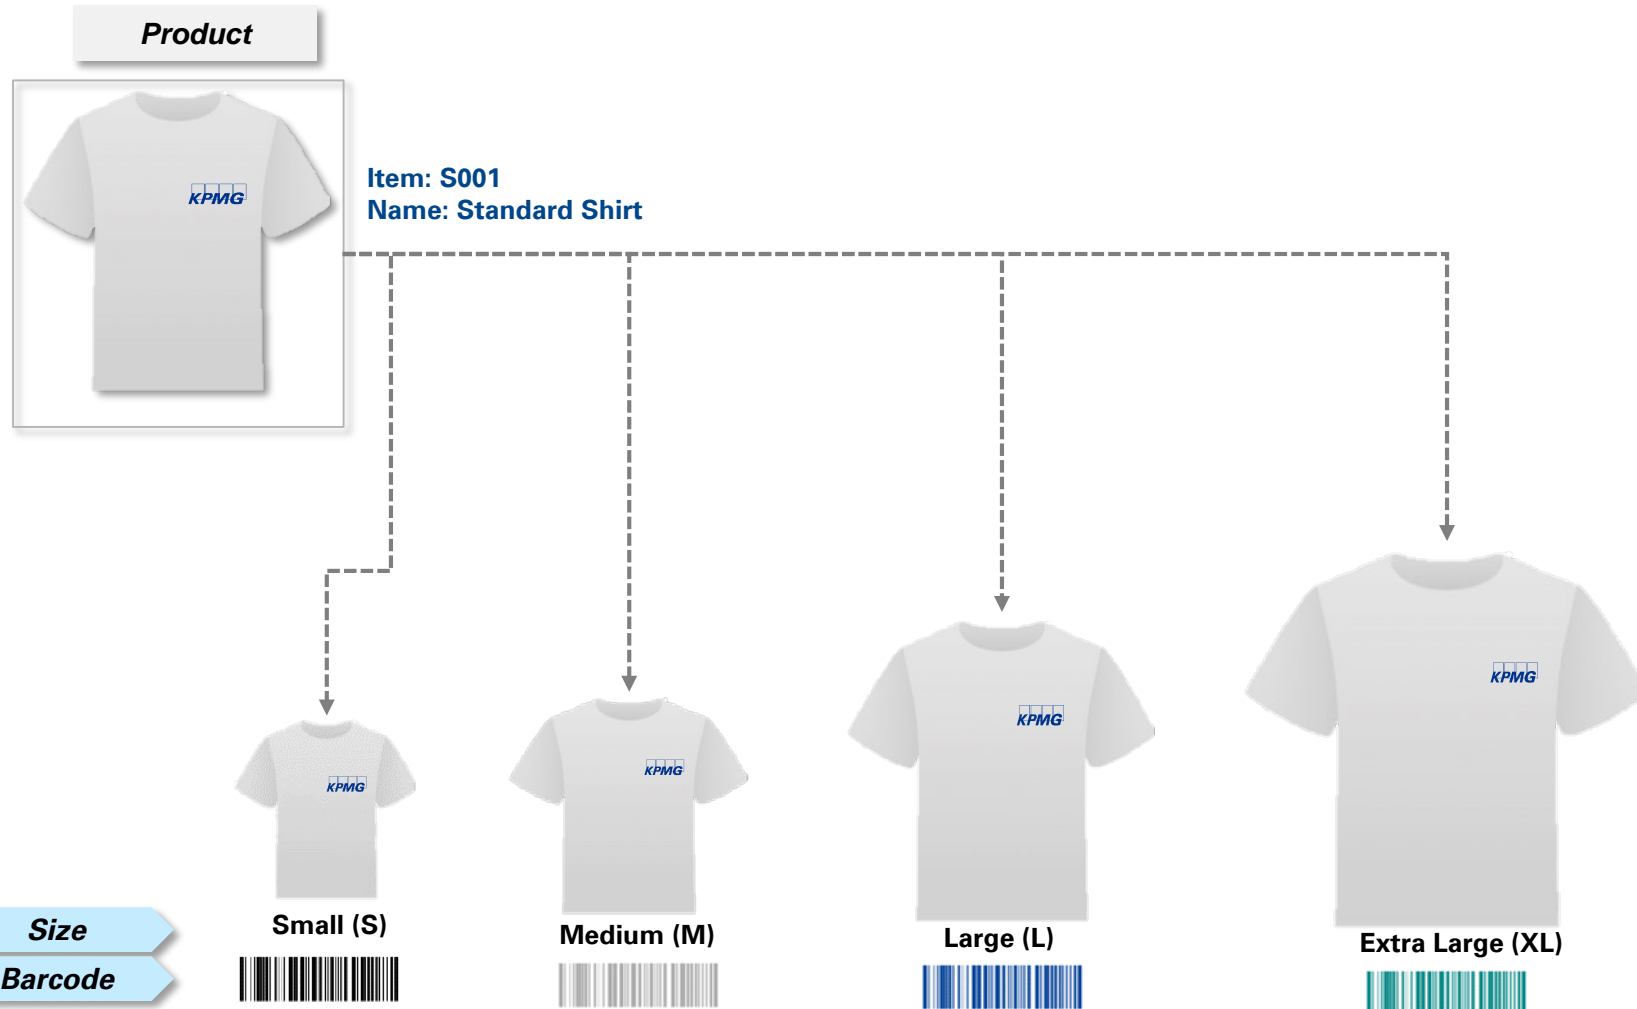 Product
KPMG
Item: S001
Name: Standard Shirt
KPMG
KPMG
KPMG
KPMG
Size
Small (S)
Medium (M)
Large (L)
Extra Large (XL)
Barcode